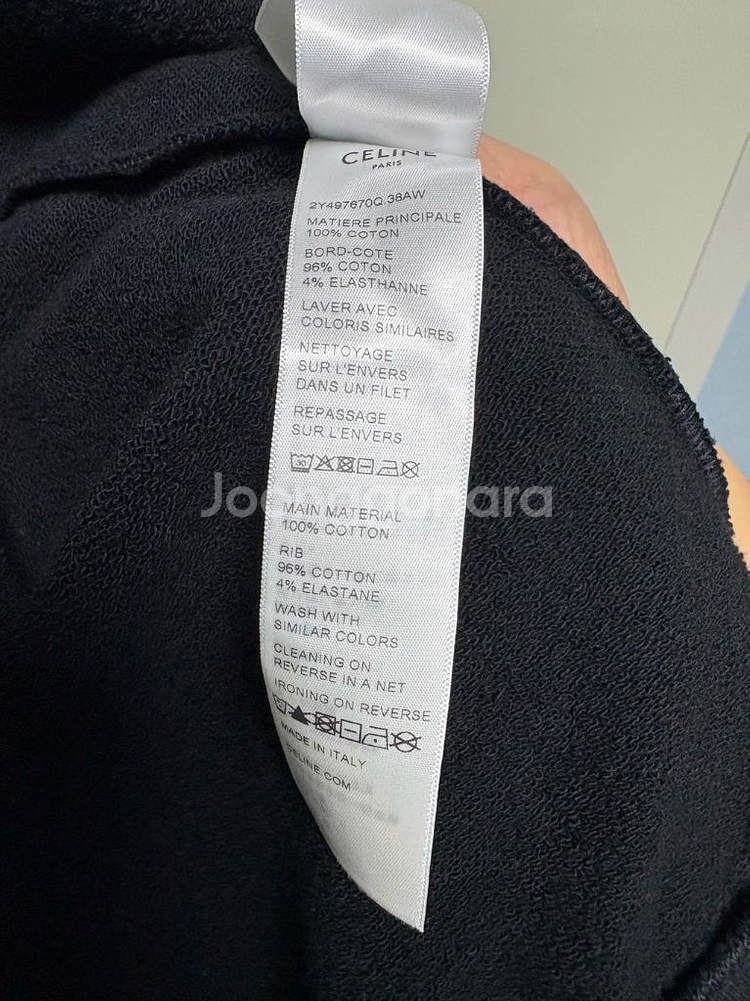 CELINE
PARIS
2Y497670Q.38AW
MATIERE PRINCIPALE
100% COTON
BORD-COTE
96% COTON
4% ELASTHANNE
LAVER AVEC
COLORIS SIMILAIRES
NETTOYAGE
SUR L'ENVERS
DANS UN FILET
REPASSAGE
SUR L'ENVERS
30
Joongonara
MAIN MATERIAL
100% COTTON
RIB
96% COTTON
4% ELASTANE
WASH WITH
SIMILAR COLORS
CLEANING ON
REVERSE IN A NET
IRONING ON REVERSE
MADE IN ITALY
CELINE.COM